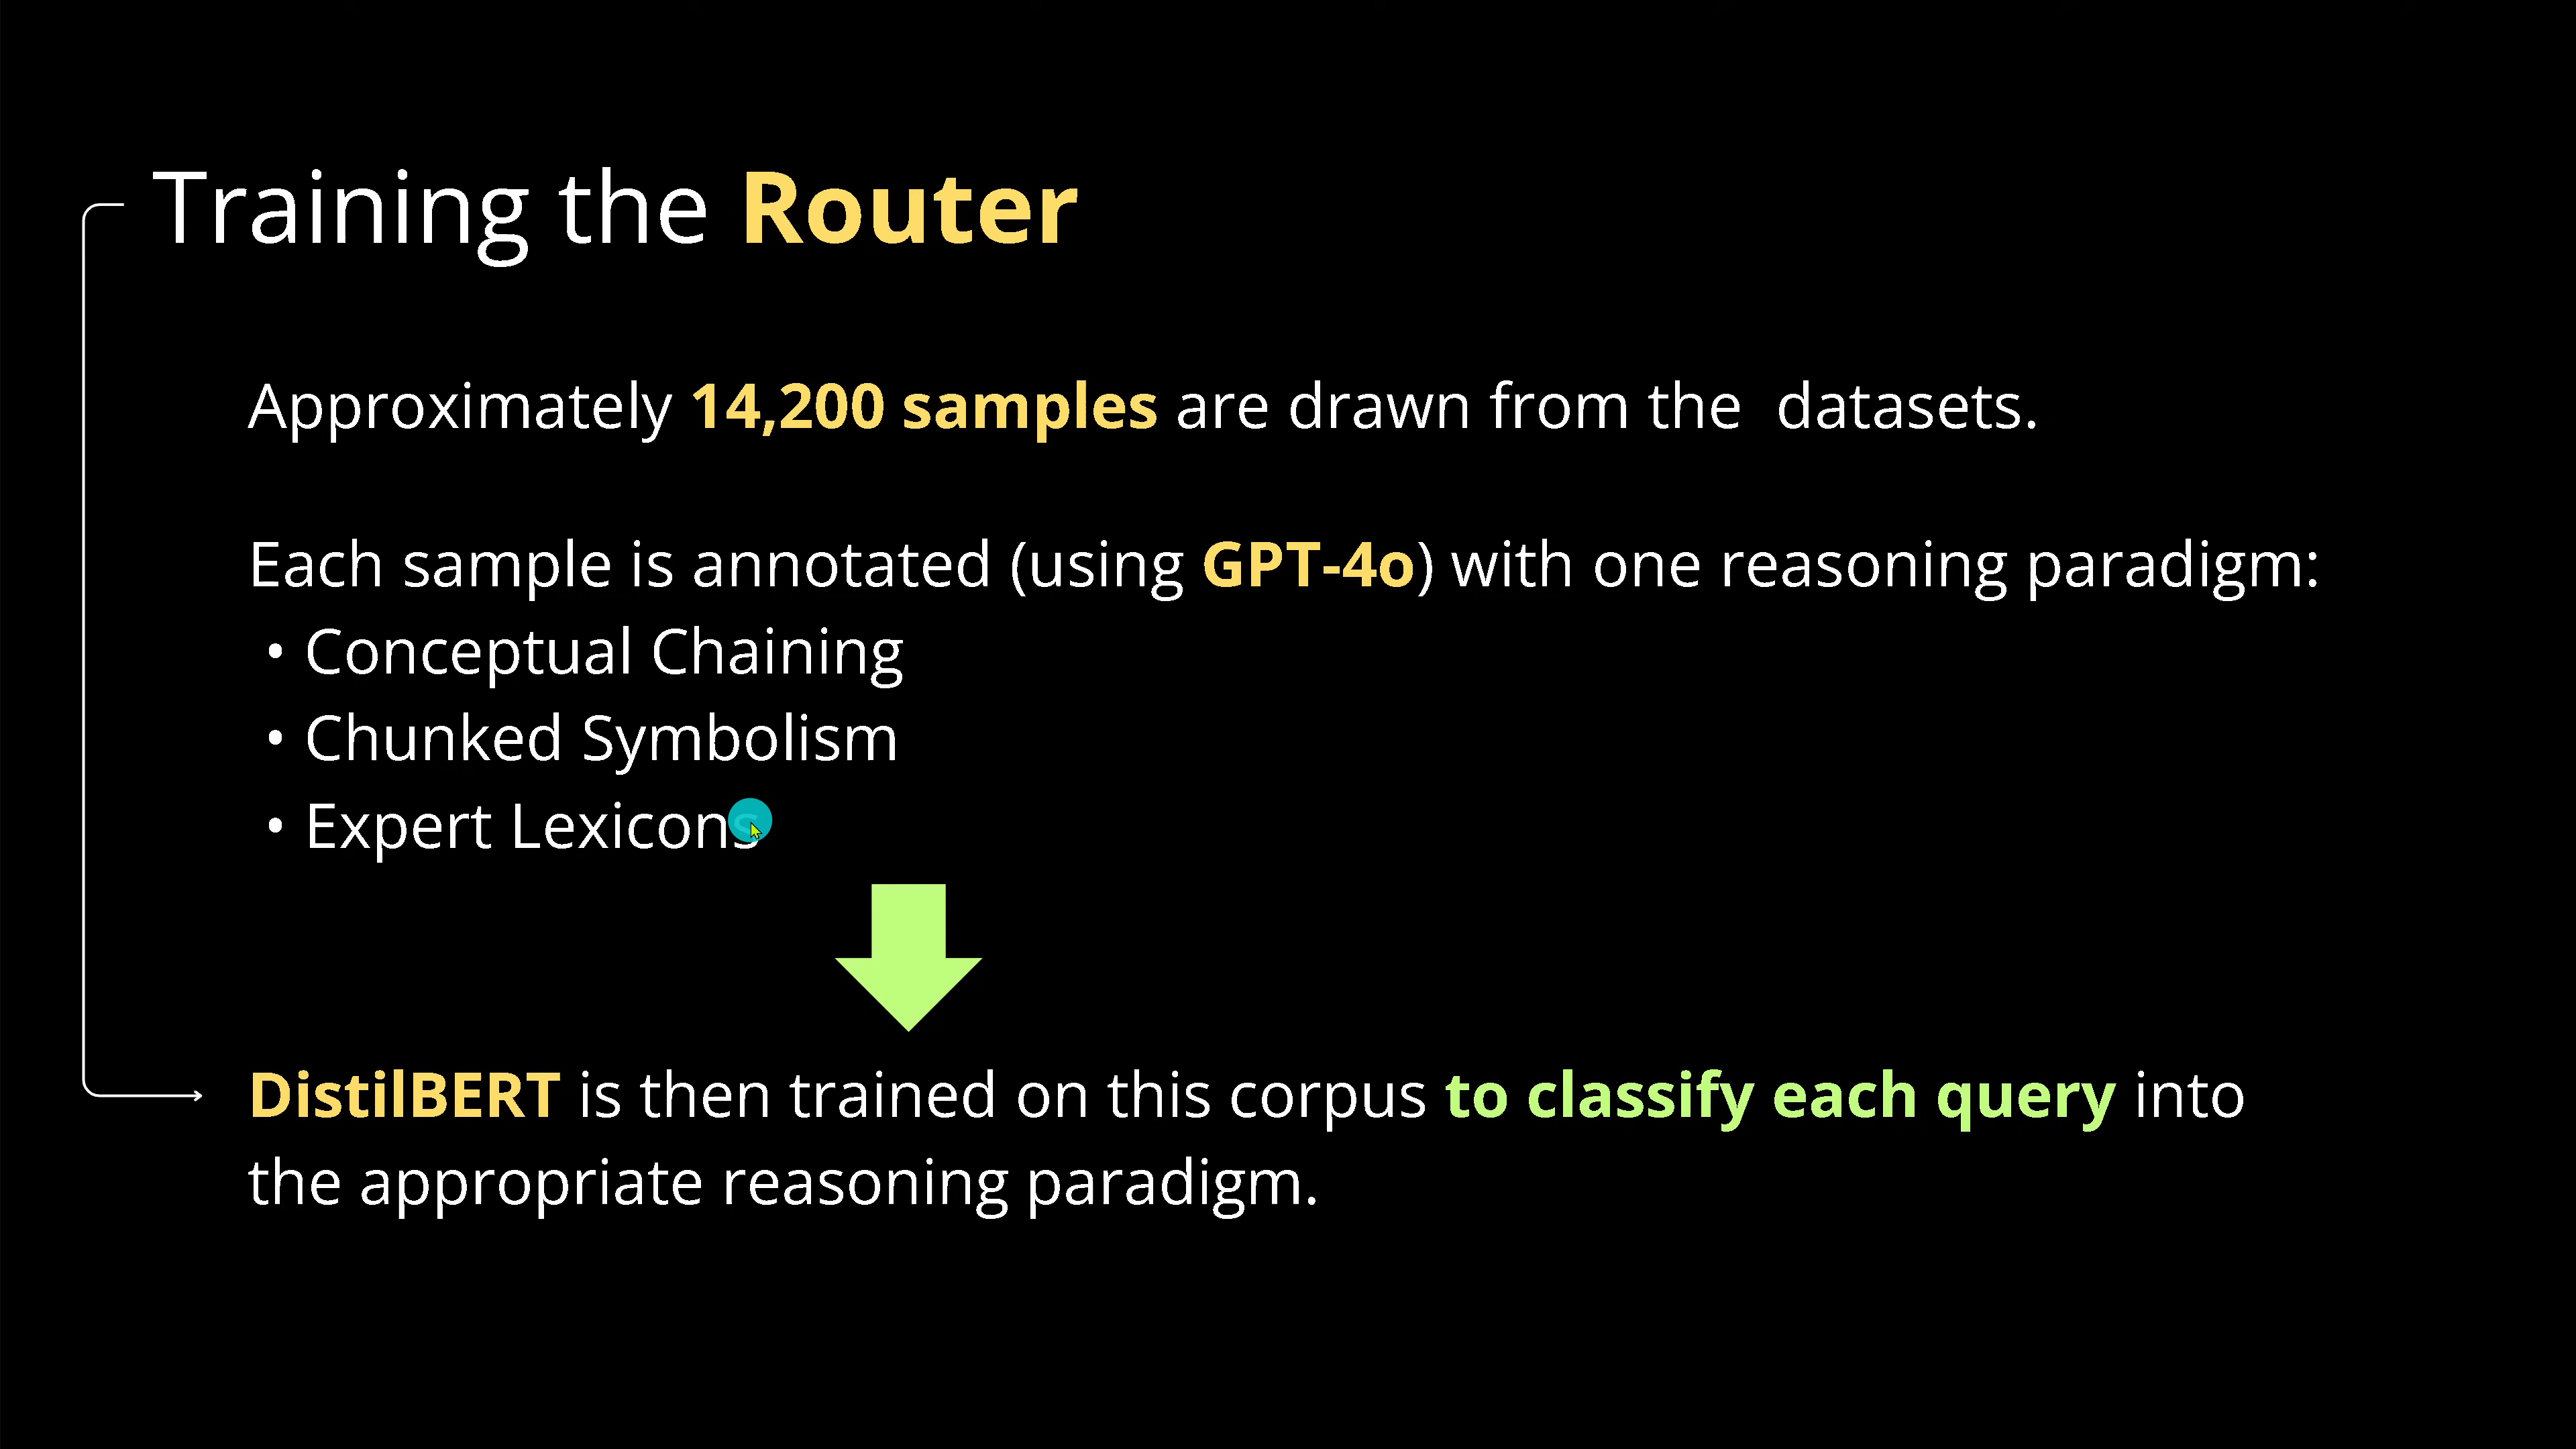 Training the Router
Approximately 14,200 samples are drawn from the  datasets.
Each sample is annotated (using GPT-4o) with one reasoning paradigm:
• Conceptual Chaining
• Chunked Symbolism
• Expert Lexicons
DistilBERT is then trained on this corpus to classify each query into
the appropriate reasoning paradigm.